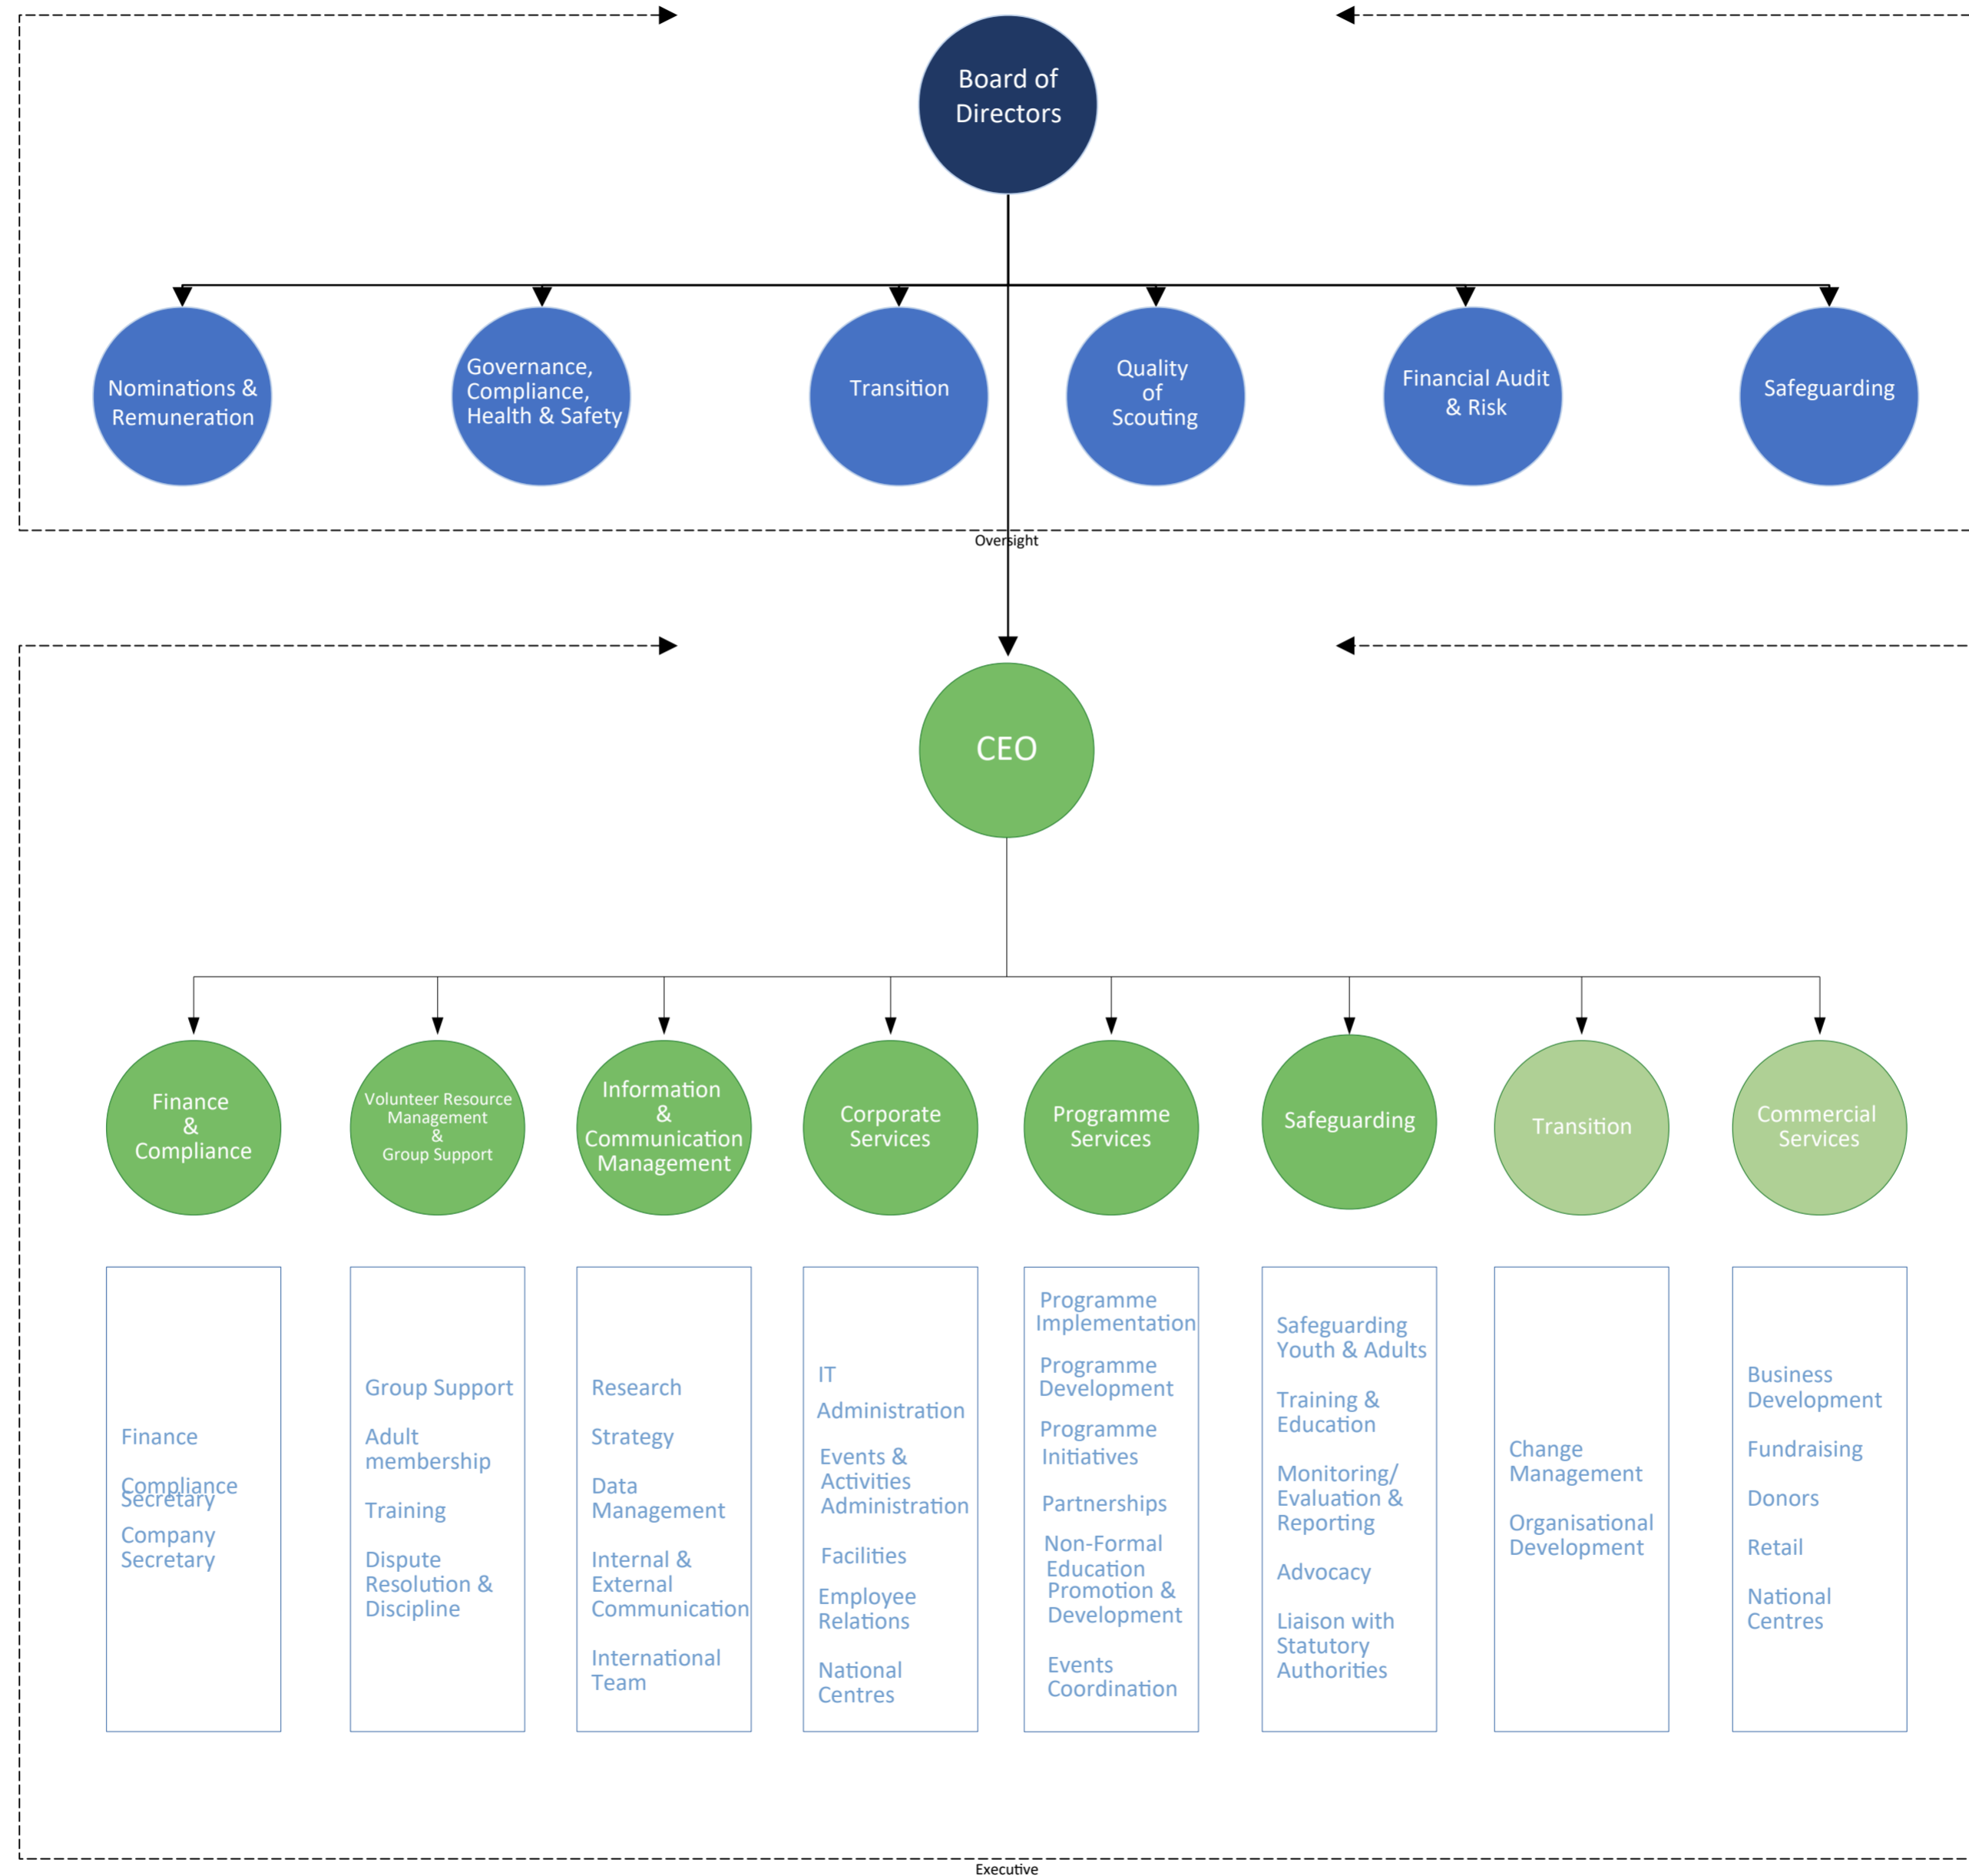 Board of
Directors
Nominations &
Remuneration
Governance,
Compliance,
Health & Safety
Transition
Quality
of
Scouting
Financial Audit
& Risk
Safeguarding
Oversight
CEO
Finance
&
Compliance
Volunteer Resource
Management
&
Group Support
Information
&
Communication
Management
Corporate
Services
Programme
Services
Safeguarding
Transition
Commercial
Services
Finance
Compliance
Secretary
Company
Secretary
Group Support
Adult
membership
Training
Dispute
Resolution &
Discipline
Research
Strategy
Data
Management
Internal &
External
Communication
International
Team
IT
Administration
Events &
Activities
Administration
Facilities
Employee
Relations
National
Centres
Programme
Implementation
Programme
Development
Programme
Initiatives
Partnerships
Non-Formal
Education
Promotion &
Development
Events
Coordination
Safeguarding
Youth & Adults
Training &
Education
Monitoring/
Evaluation &
Reporting
Advocacy
Liaison with
Statutory
Authorities
Change
Management
Organisational
Development
Business
Development
Fundraising
Donors
Retail
National
Centres
Executive